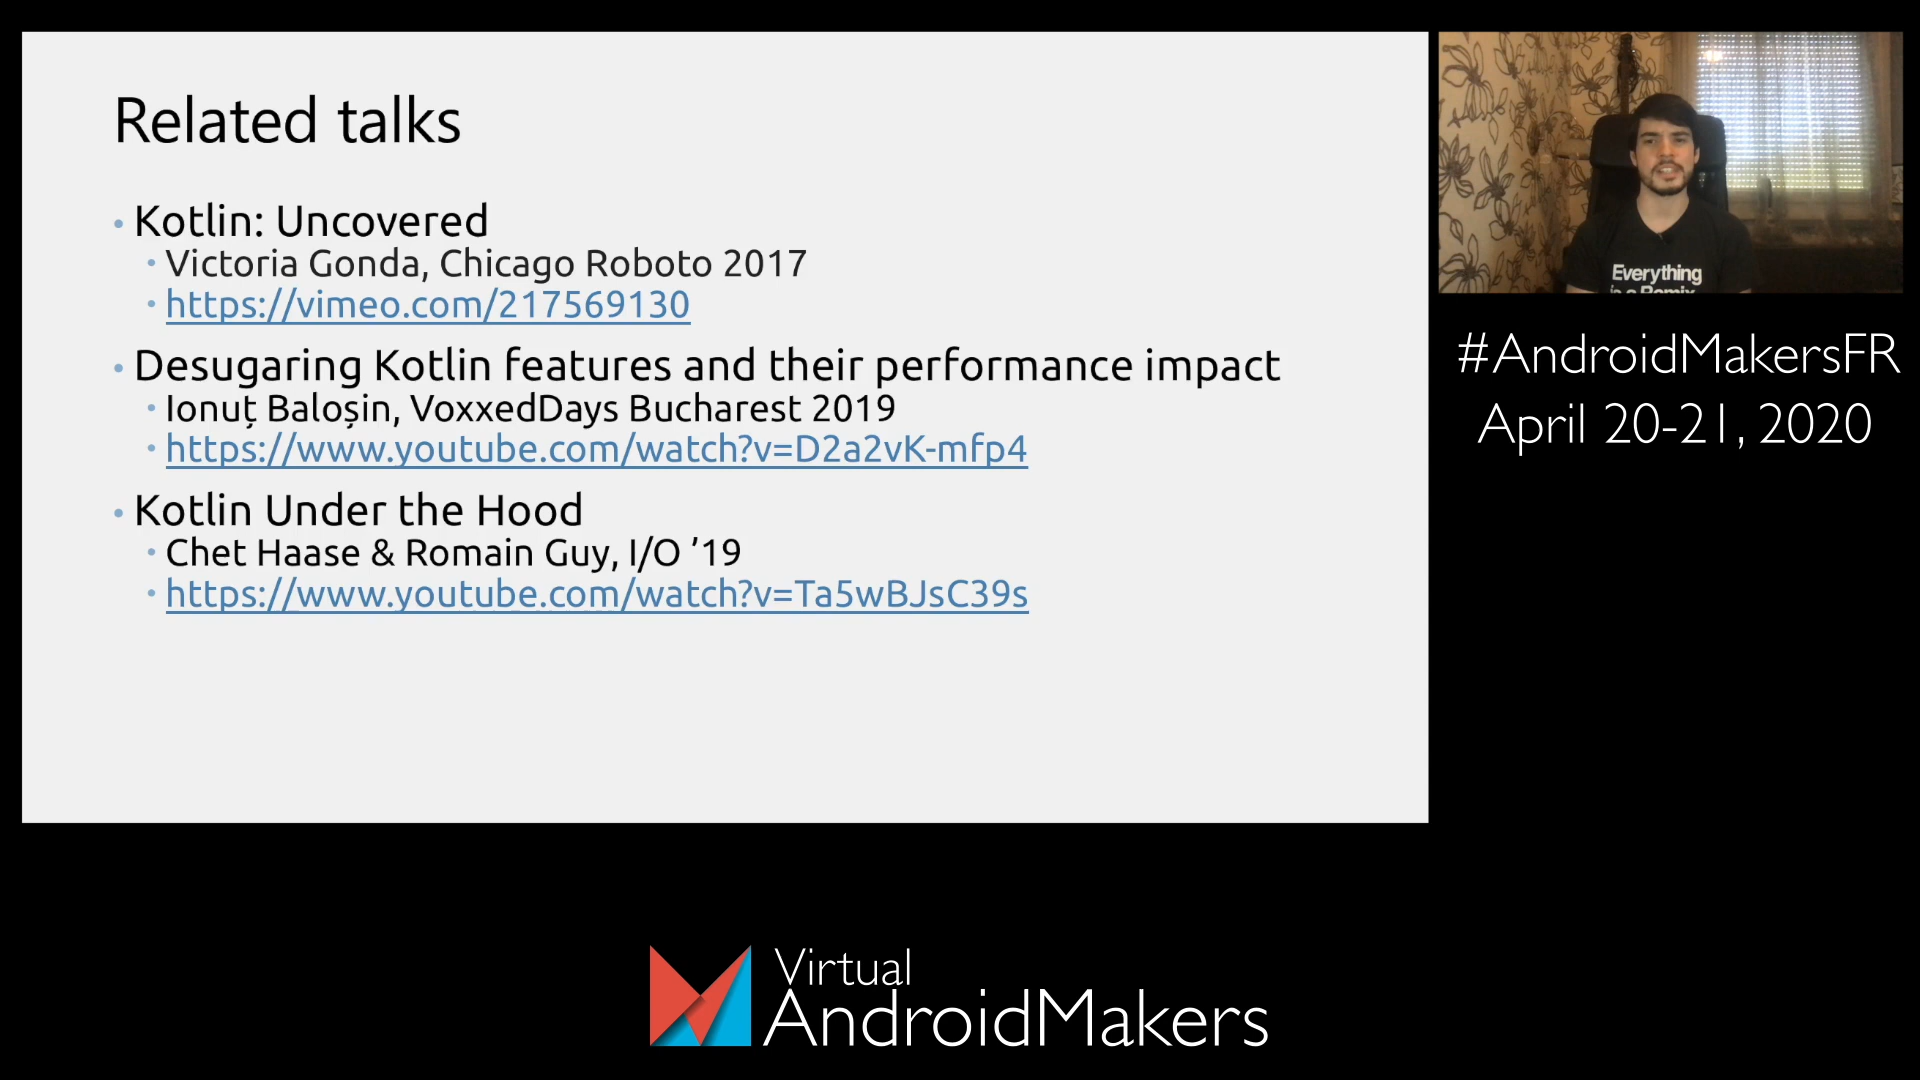 Related talks
• Kotlin: Uncovered
• Victoria Gonda, Chicago Roboto 2017
• https://vimeo.com/217569130
• Desugaring Kotlin features and their performance impact
• Ionuț Baloșin, VoxxedDays Bucharest 2019
• https://www.youtube.com/watch?v=D2a2vK-mfp4
• Kotlin Under the Hood
• Chet Haase & Romain Guy, I/O ’19
• https://www.youtube.com/watch?v=Ta5wBJsC39s
Everything
is a Remix
#AndroidMakersFR
April 20-21, 2020
Virtual
AndroidMakers